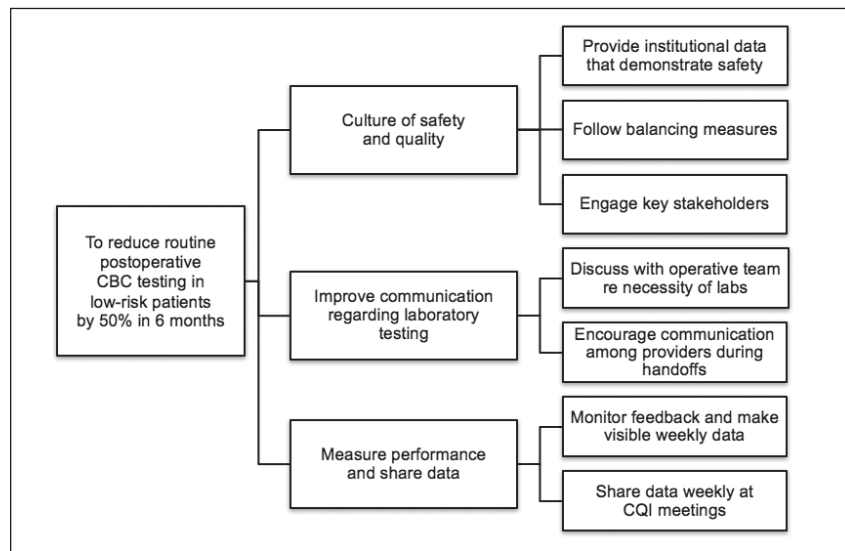 To reduce routine
postoperative
CBC testing in
low-risk patients
by 50% in 6 months
Culture of safety
and quality
Provide institutional data
that demonstrate safety
Follow balancing measures
Engage key stakeholders
Improve communication
regarding laboratory
testing
Discuss with operative team
re necessity of labs
Encourage communication
among providers during
handoffs
Measure performance
and share data
Monitor feedback and make
visible weekly data
Share data weekly at
CQI meetings